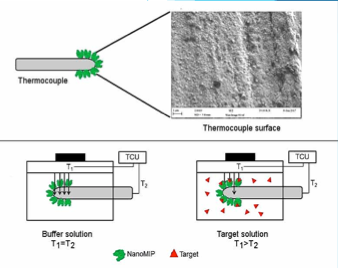 Thermocouple
Thermocouple surface
TCU
T1
T2
Buffer solution
T1=T2
TCU
T1
T2
Target solution
T1>T2
NanoMIP
Target